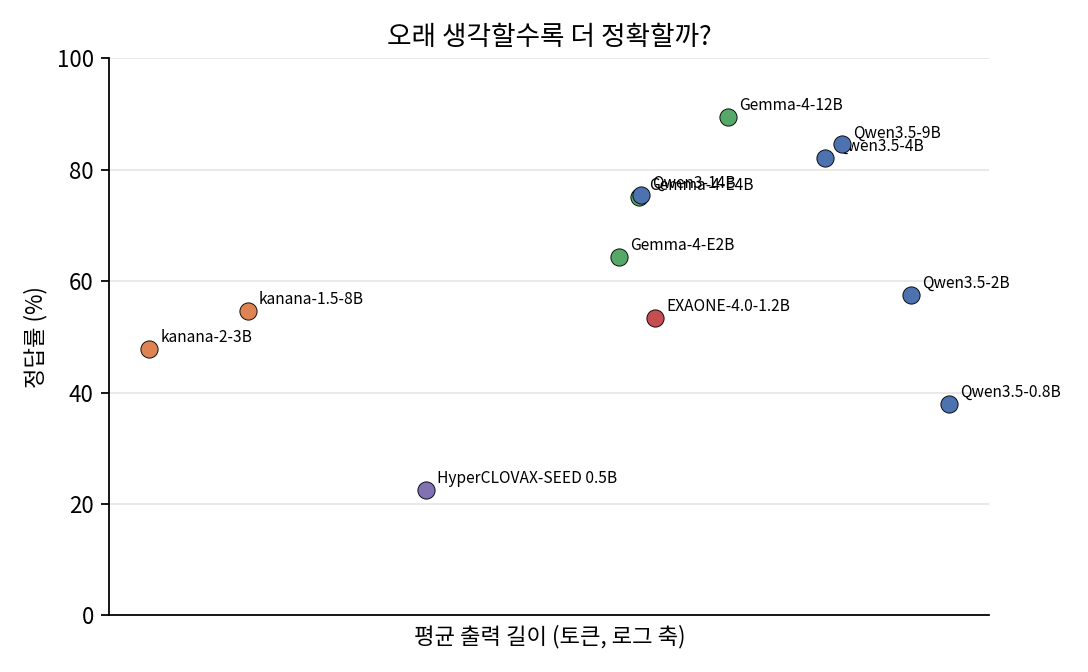 오래 생각할수록 더 정확할까?
100
80
60
40
20
0
정답률 (%)
Gemma-4-12B
Qwen3.5-9B
Qwen3.5-4B
Qwen3-14B
Gemma-4-E4B
Gemma-4-E2B
Qwen3.5-2B
kanana-1.5-8B
EXAONE-4.0-1.2B
kanana-2-3B
Qwen3.5-0.8B
HyperCLOVAX-SEED 0.5B
평균 출력 길이 (토큰, 로그 축)